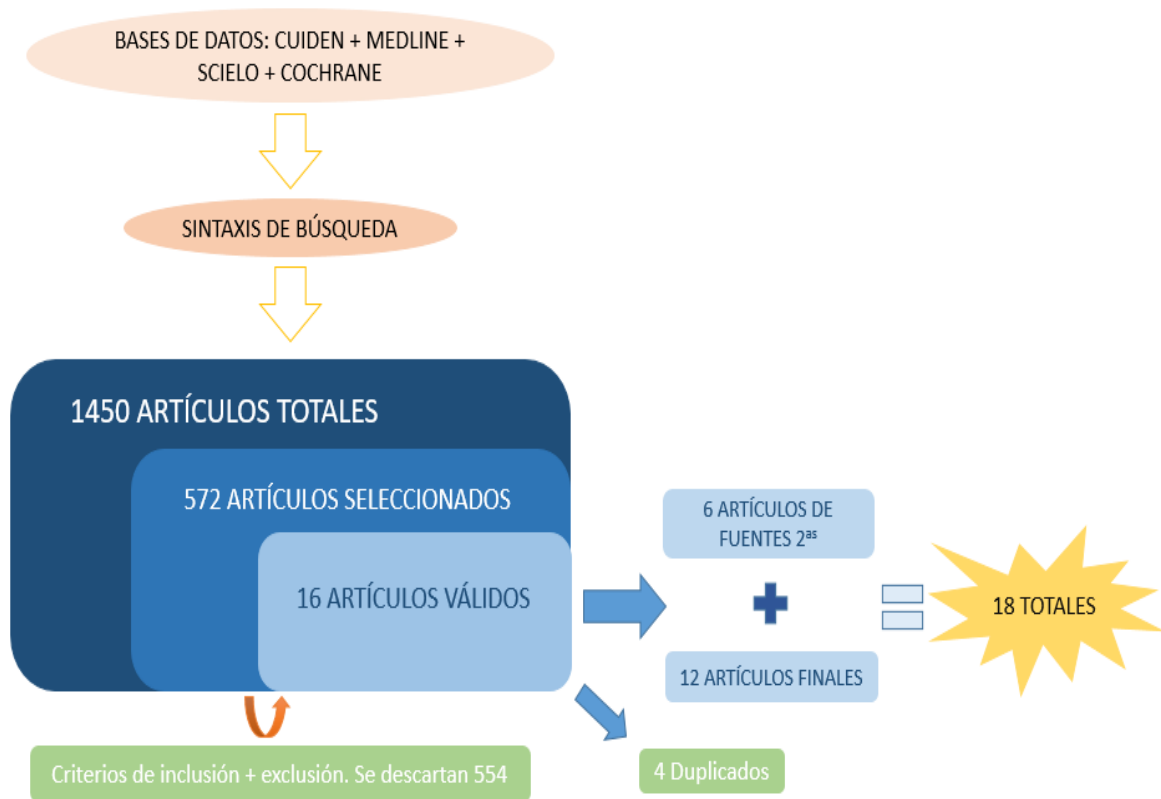 BASES DE DATOS: CUIDEN + MEDLINE +
SCIELO + COCHRANE
SINTAXIS DE BÚSQUEDA
1450 ARTÍCULOS TOTALES
572 ARTÍCULOS SELECCIONADOS
16 ARTÍCULOS VÁLIDOS
6 ARTÍCULOS DE
FUENTES 2ªˢ
12 ARTÍCULOS FINALES
18 TOTALES
Criterios de inclusión + exclusión. Se descartan 554
4 Duplicados